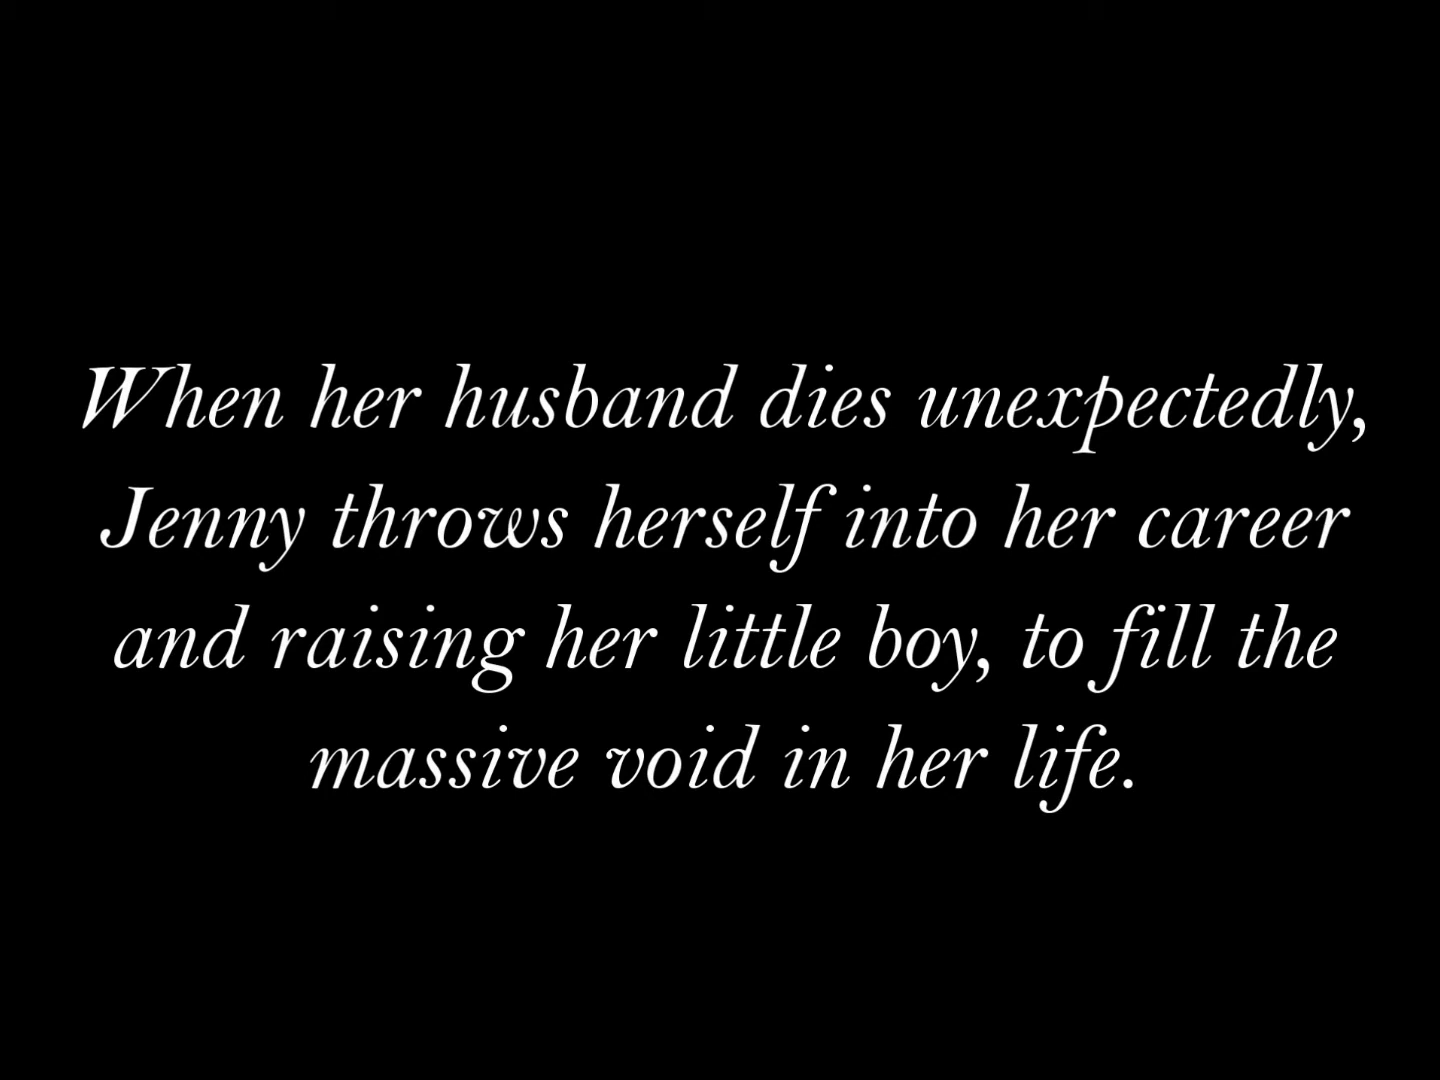 When her husband dies unexpectedly,
Jenny throws herself into her career
and raising her little boy, to fill the
massive void in her life.